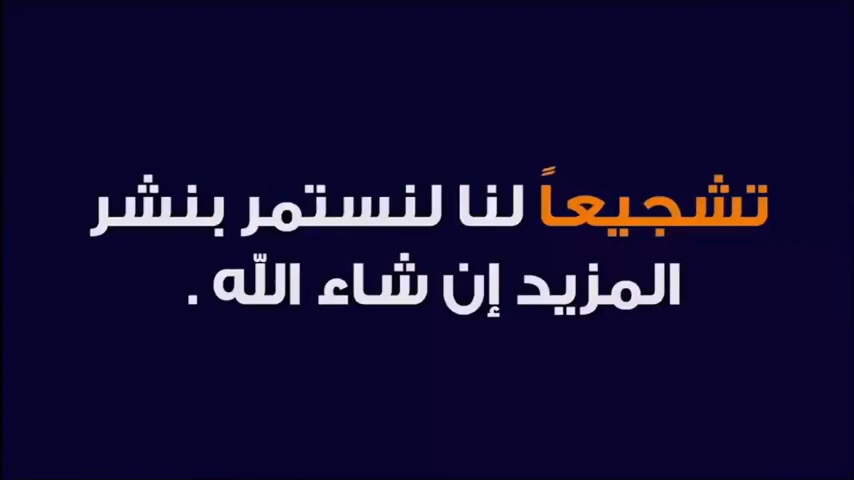 تشجيعاً لنا لنستمر بنشر
المزيد إن شاء الله .